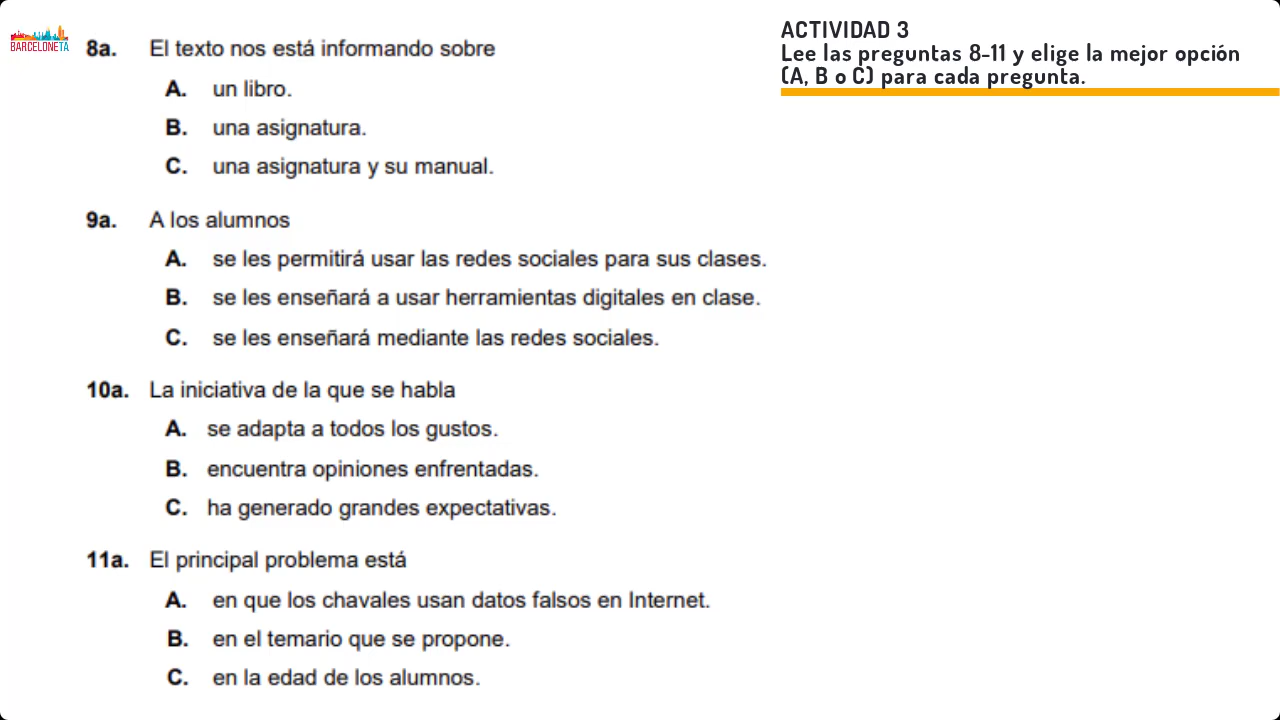 BARCELONETA
ACTIVIDAD 3
Lee las preguntas 8-11 y elige la mejor opción
(A, B o C) para cada pregunta.
8a. El texto nos está informando sobre
A. un libro.
B. una asignatura.
C. una asignatura y su manual.
9a. A los alumnos
A. se les permitirá usar las redes sociales para sus clases.
B. se les enseñará a usar herramientas digitales en clase.
C. se les enseñará mediante las redes sociales.
10a. La iniciativa de la que se habla
A. se adapta a todos los gustos.
B. encuentra opiniones enfrentadas.
C. ha generado grandes expectativas.
11a. El principal problema está
A. en que los chavales usan datos falsos en Internet.
B. en el temario que se propone.
C. en la edad de los alumnos.